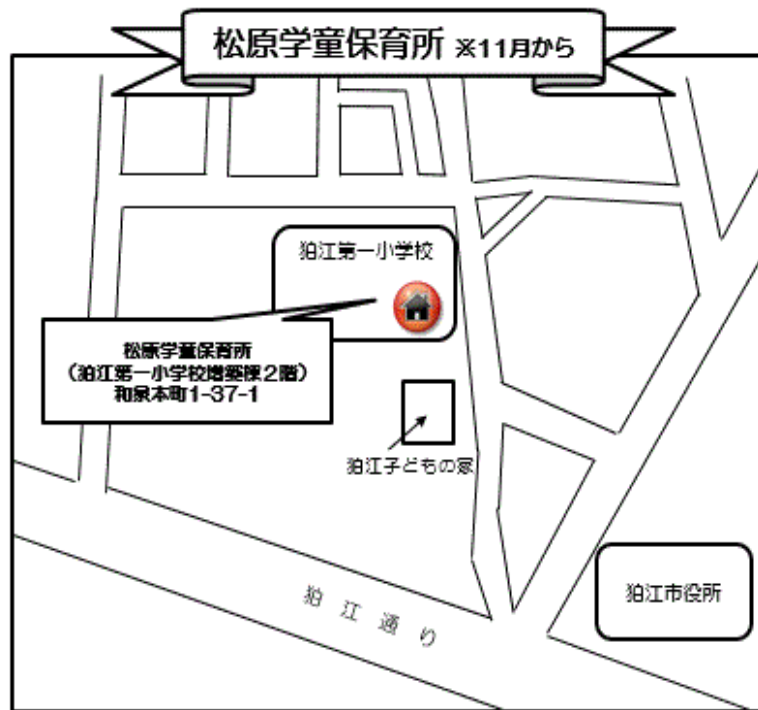 松原学童保育所 ※11月から
狛江第一小学校
松原学童保育所
(狛江第一小学校増築棟2階)
和泉本町1-37-1
狛江子どもの家
狛江市役所
狛江通り